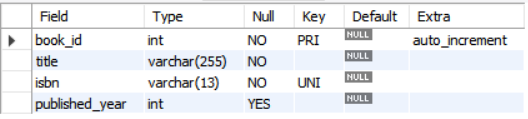 Field Type Null Key Default Extra
book_id int NO PRI NULL auto_increment
title varchar(255) NO NULL
isbn varchar(13) NO UNI NULL
published_year int YES NULL